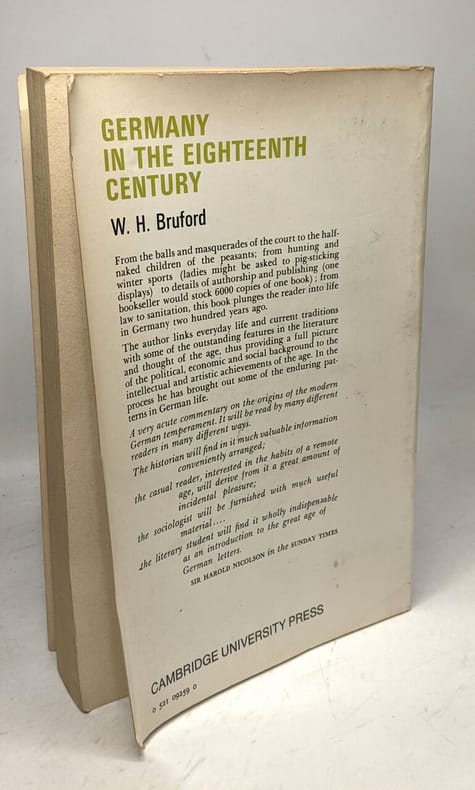 GERMANY
IN THE EIGHTEENTH
CENTURY
W. H. Bruford
From the balls and masquerades of the court to the half-
naked children of the peasants; from hunting and
winter sports (ladies might be asked to pig-sticking
displays) to details of authorship and publishing (one
bookseller would stock 6000 copies of one book); from
law to sanitation, this book plunges the reader into life
in Germany two hundred years ago.
The author links everyday life and current traditions
with some of the outstanding features in the literature
and thought of the age, thus providing a full picture
of the political, economic and social background to the
intellectual and artistic achievements of the age. In the
process he has brought out some of the enduring pat-
terns in German life.
A very acute commentary on the origins of the modern
German temperament. It will be read by many different
readers in many different ways.
The historian will find in it much valuable information
conveniently arranged;
the casual reader, interested in the habits of a remote
age, will derive from it a great amount of
incidental pleasure;
the sociologist will be furnished with much useful
material....
the literary student will find it wholly indispensable
as an introduction to the great age of
German letters.
SIR HAROLD NICOLSON in the SUNDAY TIMES
CAMBRIDGE UNIVERSITY PRESS
0 521 09259 0